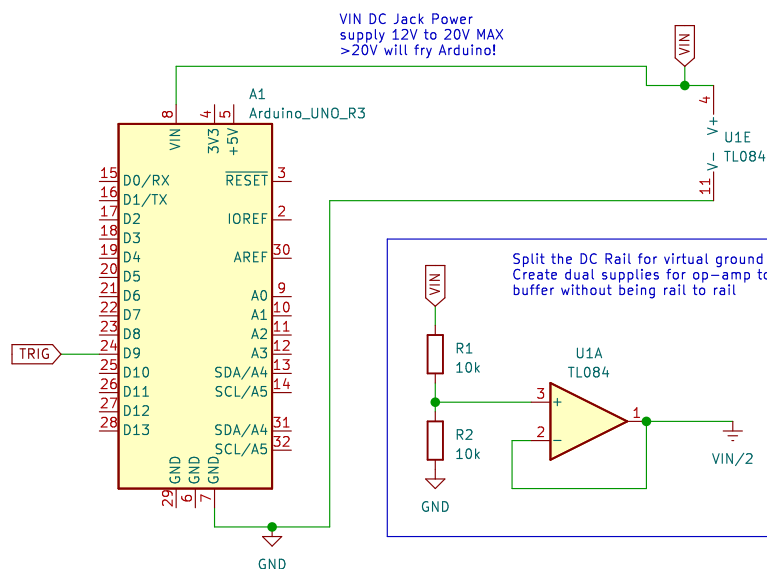 VIN DC Jack Power
supply 12V to 20V MAX
>20V will fry Arduino!
VIN
A1
Arduino_UNO_R3
8
4
5
VIN
3V3
+5V
4
V+
U1E
TL084
V-
11
15 D0/RX
16 D1/TX
17 D2
18 D3
19 D4
20 D5
21 D6
22 D7
23 D8
24 D9
25 D10
26 D11
27 D12
28 D13
RESET 3
IOREF 2
AREF 30
A0 9
A1 10
A2 11
A3 12
SDA/A4 13
SCL/A5 14
SDA/A4 31
SCL/A5 32
TRIG
GND
GND
GND
29
6
7
GND
Split the DC Rail for virtual ground
Create dual supplies for op-amp to
buffer without being rail to rail
VIN
R1
10k
R2
10k
GND
U1A
TL084
3 +
2 -
1
VIN/2